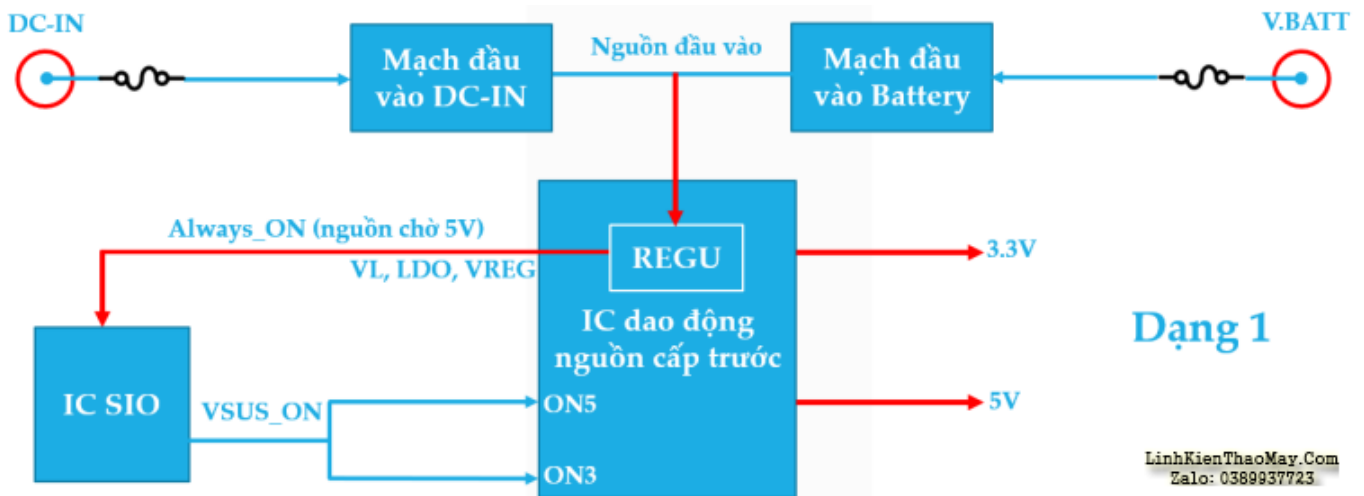 DC-IN
V.BATT
Mạch đầu
vào DC-IN
Nguồn đầu vào
Mạch đầu
vào Battery
Always_ON (nguồn chờ 5V)
VL, LDO, VREG
REGU
3.3V
IC dao động
nguồn cấp trước
Dạng 1
IC SIO
VSUS_ON
ON5
5V
ON3
LinhKienThaoMay.Com
Zalo: 0389937723